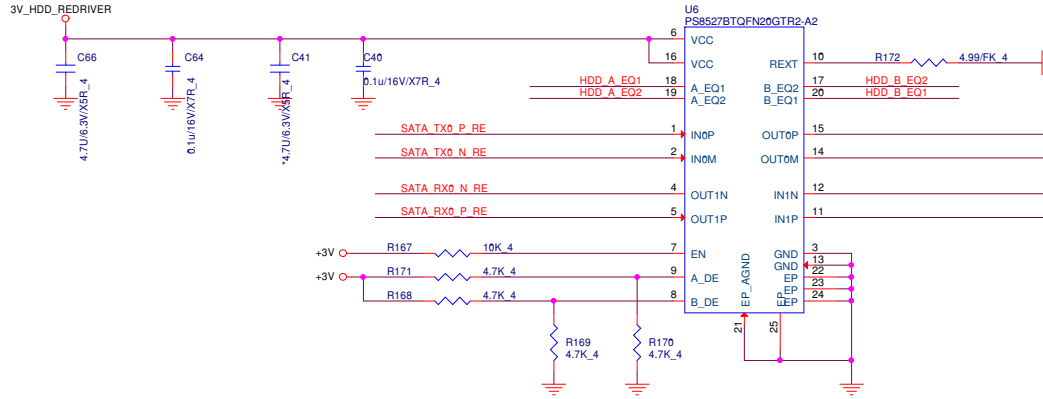 3V_HDD_REDRIVER
U6
PS8527BTQFN20GTR2-A2
C66
4.7U/6.3V/X5R_4
C64
0.1u/16V/X7R_4
C41
*4.7U/6.3V/X5R_4
C40
0.1u/16V/X7R_4
6 VCC
16 VCC
HDD_A_EQ1 18 A_EQ1
HDD_A_EQ2 19 A_EQ2
SATA_TX0_P_RE 1 IN0P
SATA_TX0_N_RE 2 IN0M
SATA_RX0_N_RE 4 OUT1N
SATA_RX0_P_RE 5 OUT1P
+3V R167 10K_4 7 EN
+3V R171 4.7K_4 9 A_DE
R168 4.7K_4 8 B_DE
REXT 10 R172 4.99/FK_4
B_EQ2 17 HDD_B_EQ2
B_EQ1 20 HDD_B_EQ1
OUT0P 15
OUT0M 14
IN1N 12
IN1P 11
GND 3
GND 13
EP 22
EP 23
EP 24
EP_AGND 21
EP 25
R169
4.7K_4
R170
4.7K_4